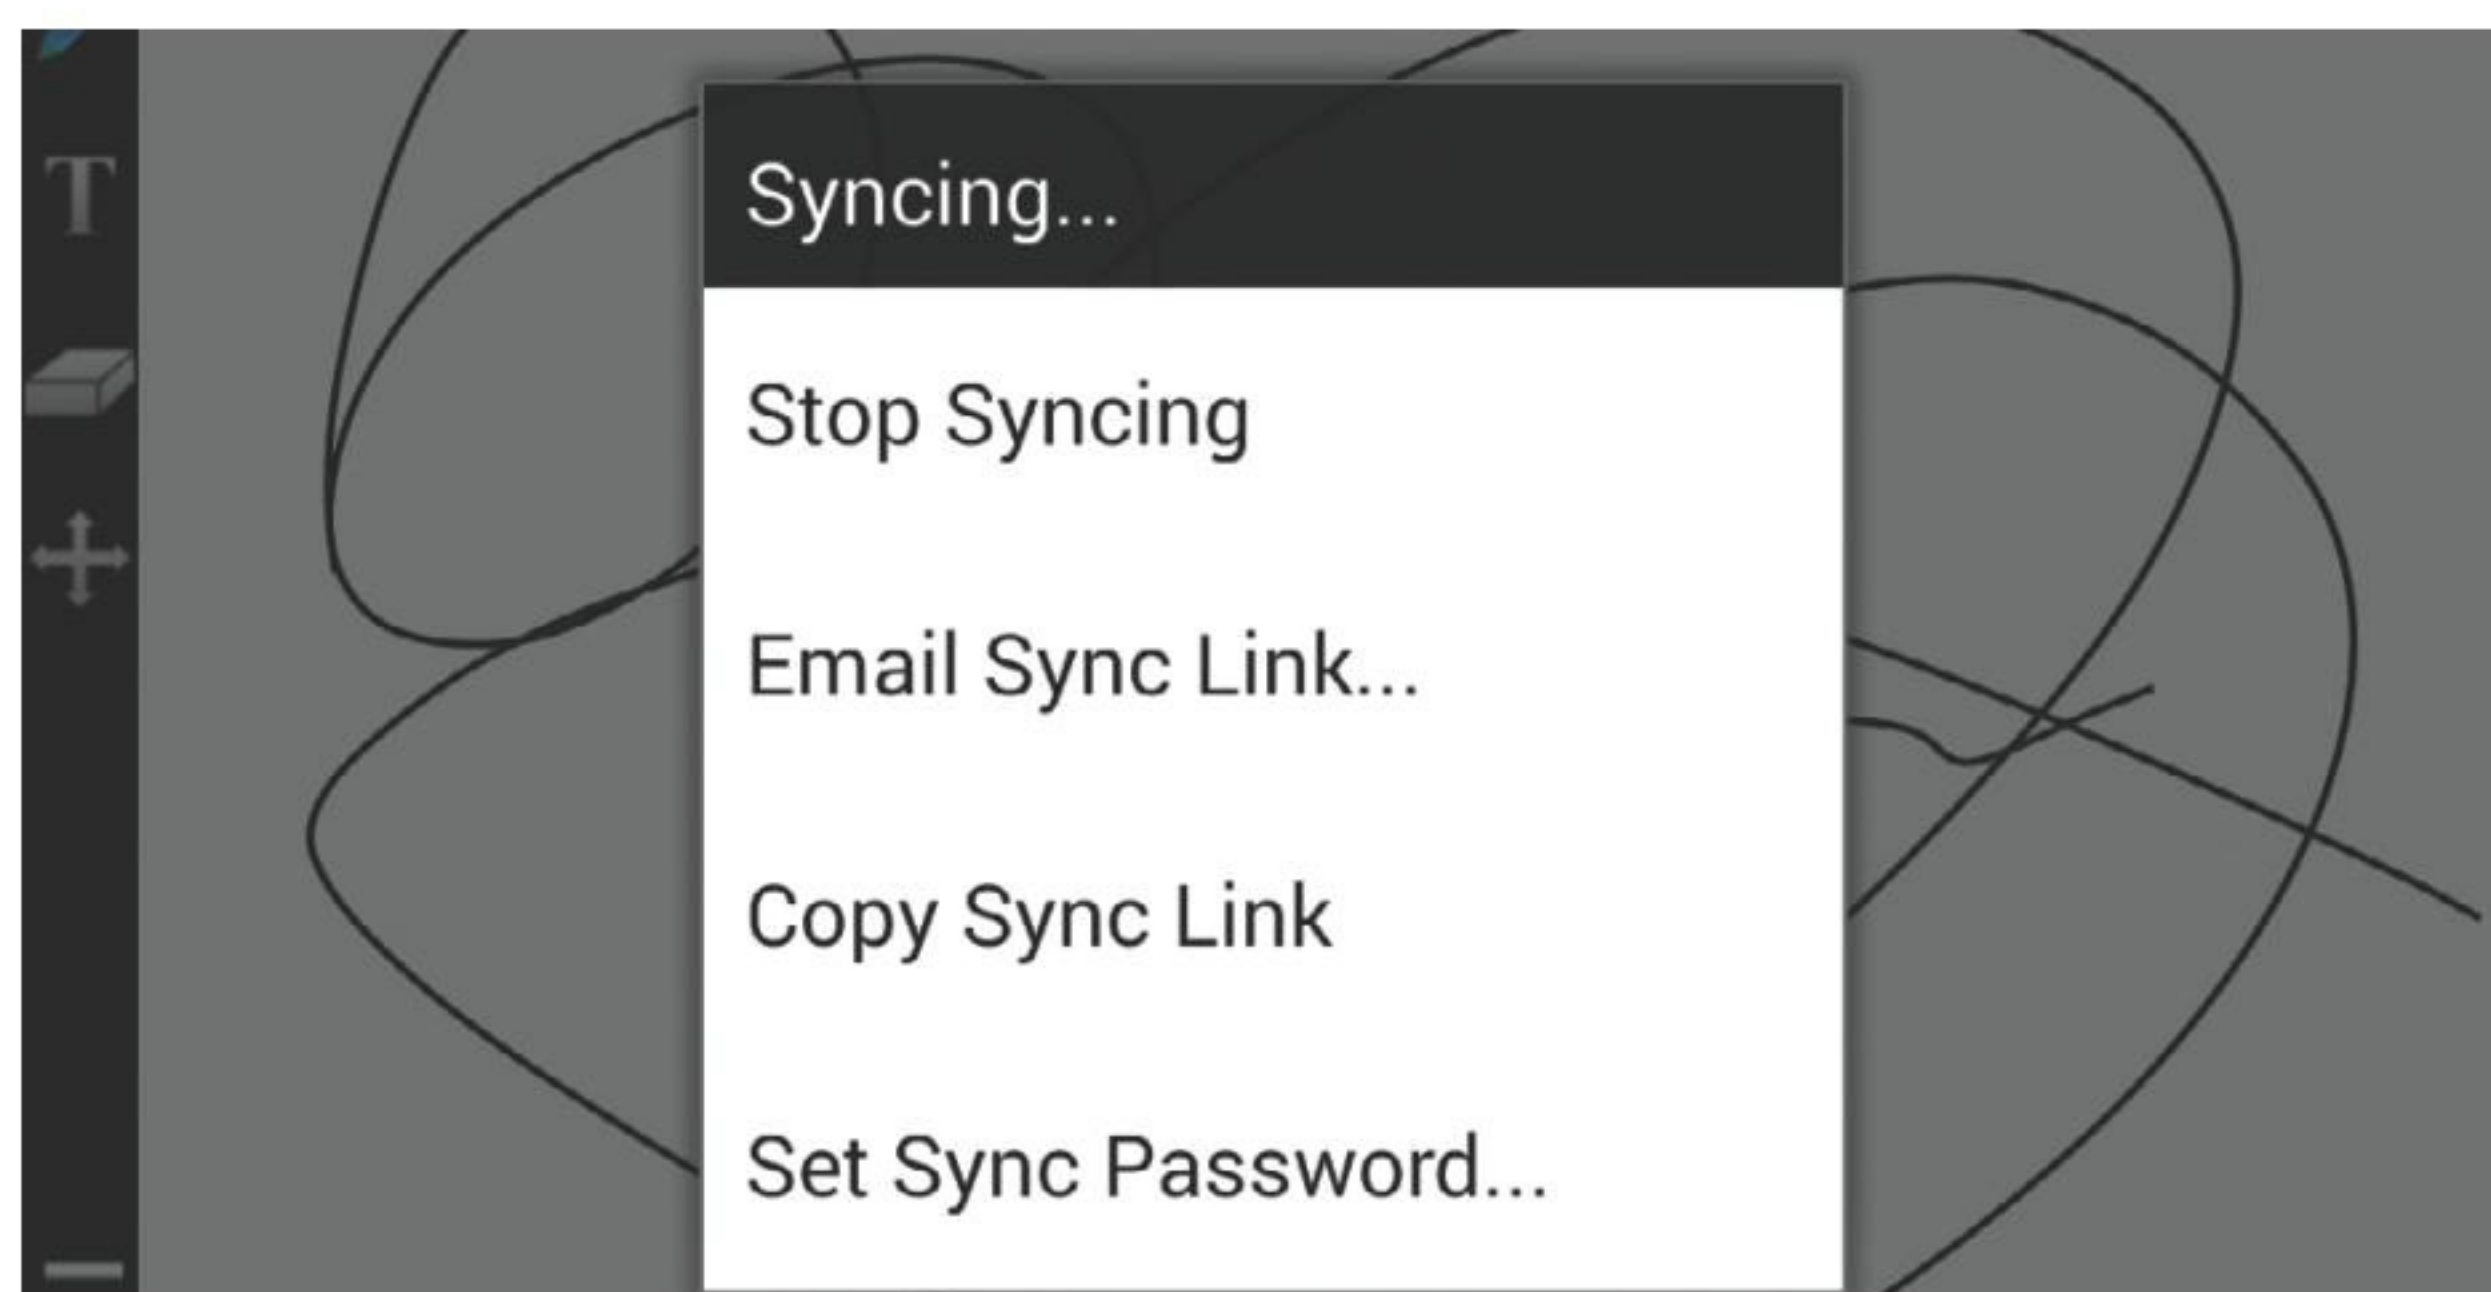 T
Syncing...
Stop Syncing
Email Sync Link...
Copy Sync Link
Set Sync Password...